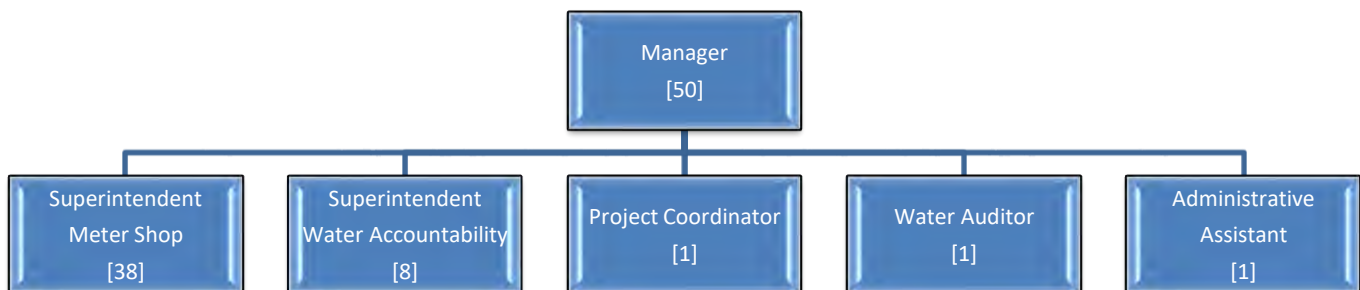 Manager
[50]
Superintendent
Meter Shop
[38]
Superintendent
Water Accountability
[8]
Project Coordinator
[1]
Water Auditor
[1]
Administrative
Assistant
[1]